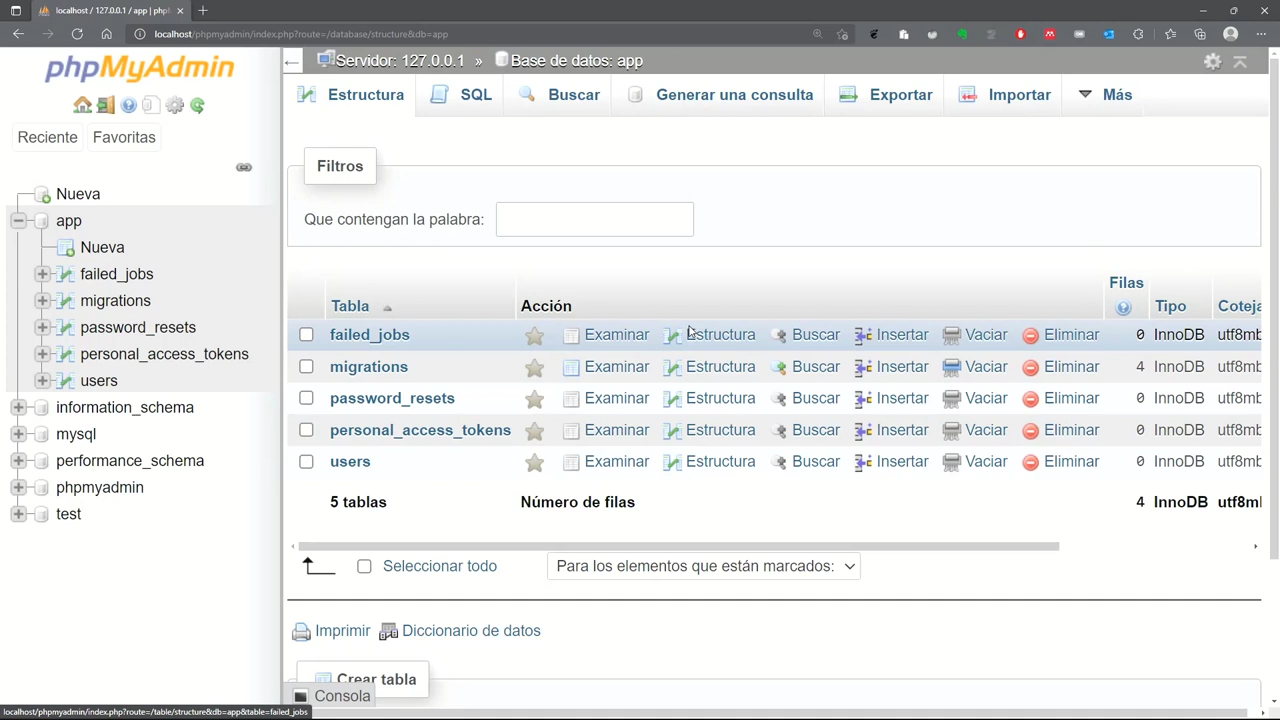 localhost / 127.0.0.1 / app | phpl
localhost/phpmyadmin/index.php?route=/database/structure&db=app
phpMyAdmin
Reciente Favoritas
Nueva
app
Nueva
failed_jobs
migrations
password_resets
personal_access_tokens
users
information_schema
mysql
performance_schema
phpmyadmin
test
Servidor: 127.0.0.1 » Base de datos: app
Estructura SQL Buscar Generar una consulta Exportar Importar Más
Filtros
Que contengan la palabra:
Filas
Tabla Acción Tipo Coteja
failed_jobs Examinar Estructura Buscar Insertar Vaciar Eliminar 0 InnoDB utf8mb
migrations Examinar Estructura Buscar Insertar Vaciar Eliminar 4 InnoDB utf8mb
password_resets Examinar Estructura Buscar Insertar Vaciar Eliminar 0 InnoDB utf8mb
personal_access_tokens Examinar Estructura Buscar Insertar Vaciar Eliminar 0 InnoDB utf8mb
users Examinar Estructura Buscar Insertar Vaciar Eliminar 0 InnoDB utf8mb
5 tablas Número de filas 4 InnoDB utf8mb
Seleccionar todo Para los elementos que están marcados:
Imprimir Diccionario de datos
Crear tabla
Consola
localhost/phpmyadmin/index.php?route=/table/structure&db=app&table=failed_jobs